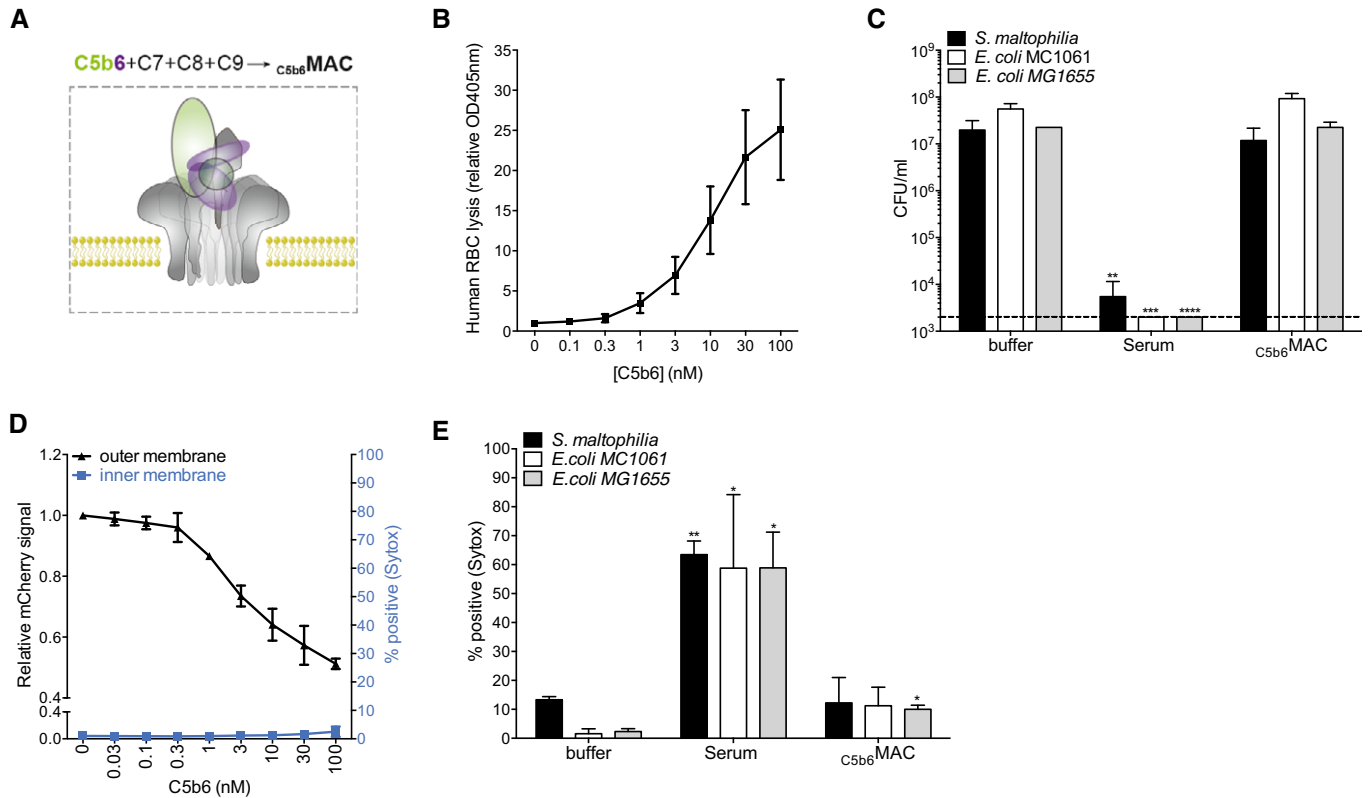 A
C5b6+C7+C8+C9→ C5b6MAC
B
Human RBC lysis (relative OD405nm)
35
30
25
20
15
10
5
0
0 0.1 0.3 1 3 10 30 100
[C5b6] (nM)
C
S. maltophilia
E. coli MC1061
E. coli MG1655
CFU/ml
10⁹
10⁸
10⁷
10⁶
10⁵
10⁴
10³
** *** ****
buffer Serum C5b6MAC
D
outer membrane
inner membrane
Relative mCherry signal
1.2
1.0
0.8
0.6
0.4
0.4
0.0
% positive (Sytox)
100
90
80
70
60
50
40
30
20
10
0
0 0.03 0.1 0.3 1 3 10 30 100
C5b6 (nM)
E
S. maltophilia
E.coli MC1061
E.coli MG1655
% positive (Sytox)
100
90
80
70
60
50
40
30
20
10
0
** * * *
buffer Serum C5b6MAC